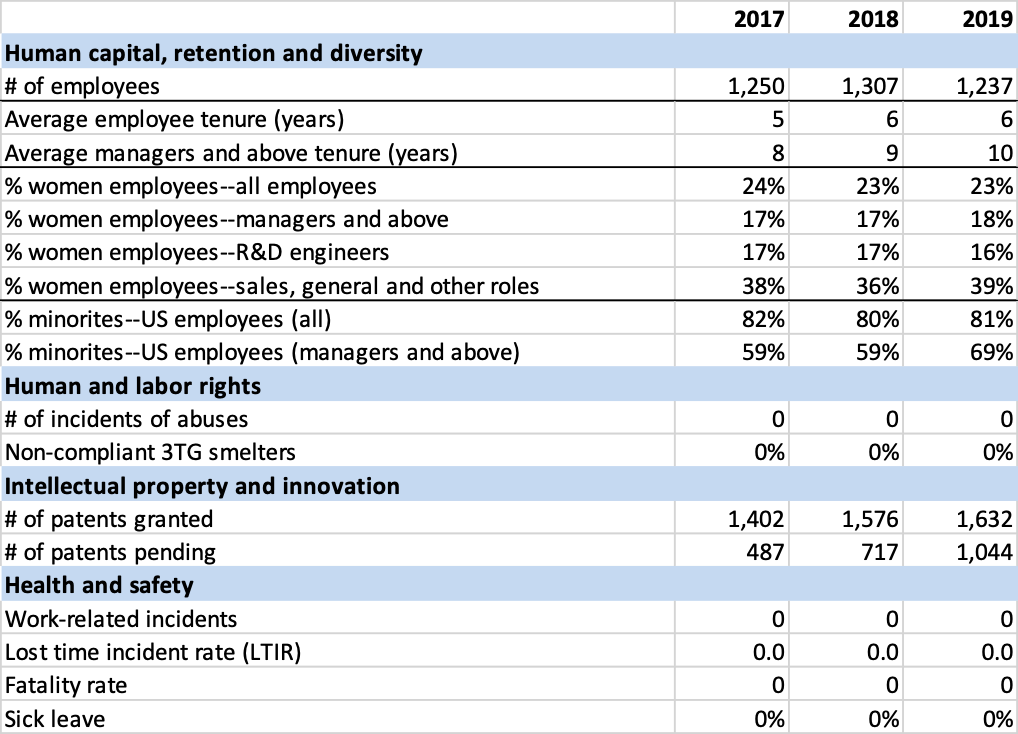 2017 2018 2019
Human capital, retention and diversity
# of employees 1,250 1,307 1,237
Average employee tenure (years) 5 6 6
Average managers and above tenure (years) 8 9 10
% women employees--all employees 24% 23% 23%
% women employees--managers and above 17% 17% 18%
% women employees--R&D engineers 17% 17% 16%
% women employees--sales, general and other roles 38% 36% 39%
% minorites--US employees (all) 82% 80% 81%
% minorites--US employees (managers and above) 59% 59% 69%
Human and labor rights
# of incidents of abuses 0 0 0
Non-compliant 3TG smelters 0% 0% 0%
Intellectual property and innovation
# of patents granted 1,402 1,576 1,632
# of patents pending 487 717 1,044
Health and safety
Work-related incidents 0 0 0
Lost time incident rate (LTIR) 0.0 0.0 0.0
Fatality rate 0 0 0
Sick leave 0% 0% 0%